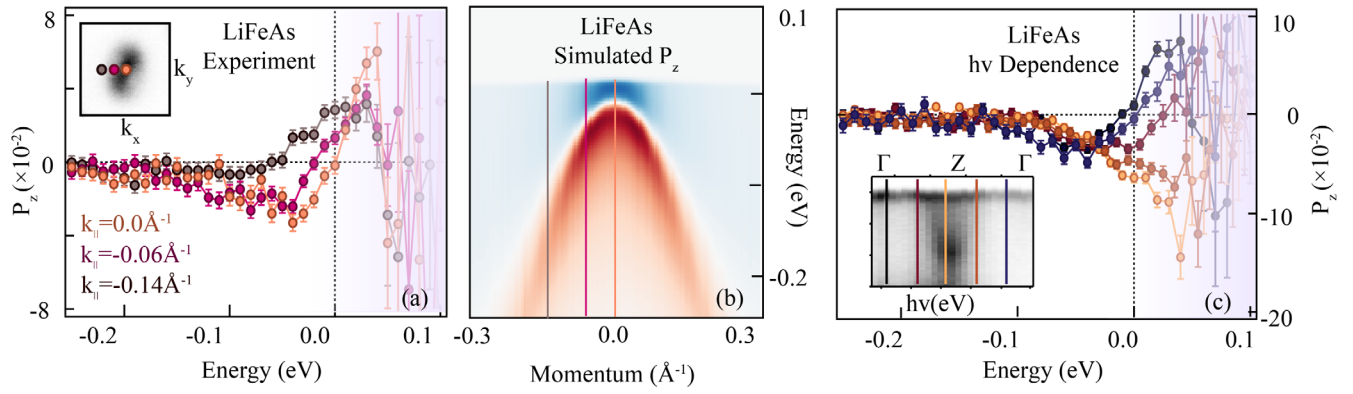 8
0
-8
P_z (×10⁻²)
k_y
k_x
LiFeAs
Experiment
k_||=0.0Å⁻¹
k_||=-0.06Å⁻¹
k_||=-0.14Å⁻¹
(a)
-0.2
-0.1
0.0
0.1
Energy (eV)
LiFeAs
Simulated P_z
(b)
-0.3
0.0
0.3
Momentum (Å⁻¹)
0.1
-0.2
Energy (eV)
LiFeAs
hν Dependence
Γ Z Γ
hν(eV)
(c)
-0.2
-0.1
0.0
0.1
Energy (eV)
10
0
-10
-20
P_z (×10⁻²)